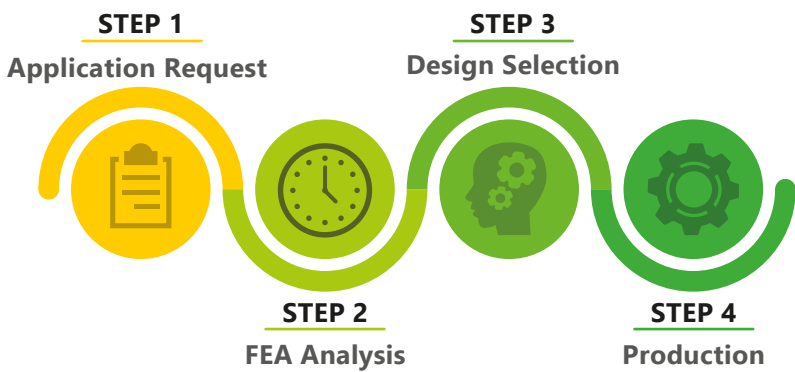 STEP 1
Application Request
STEP 2
FEA Analysis
STEP 3
Design Selection
STEP 4
Production